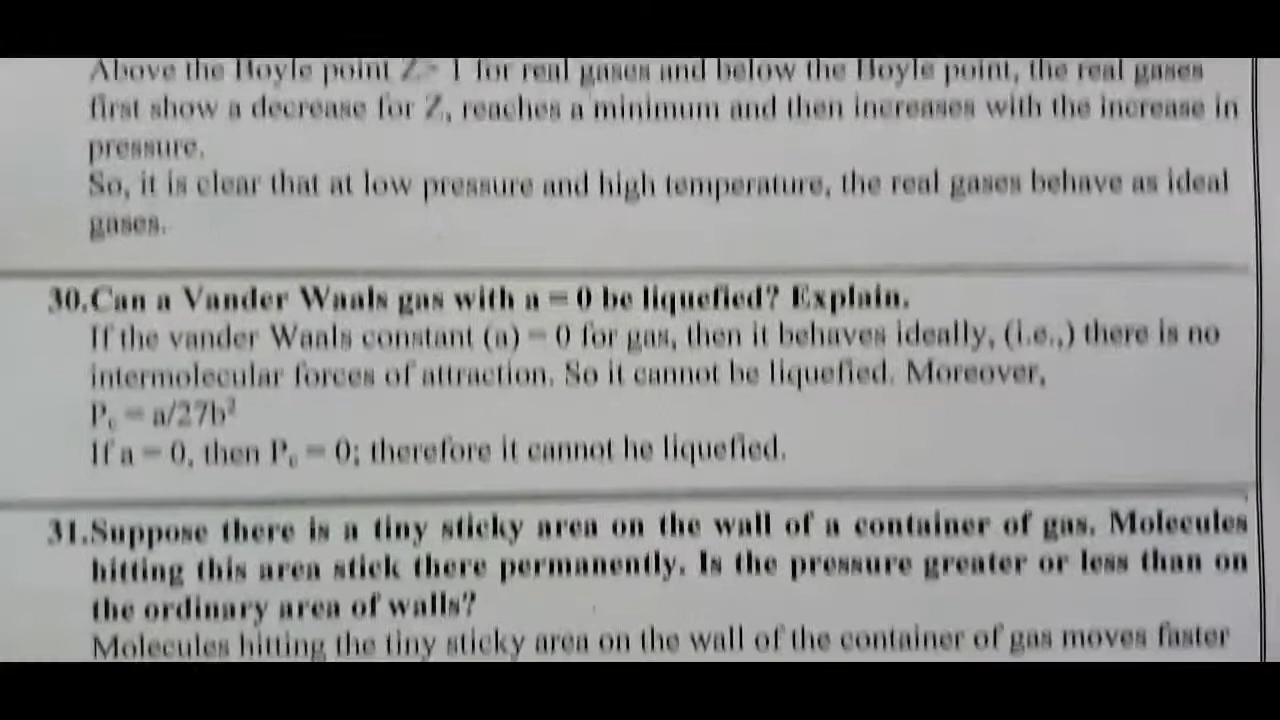 Above the Boyle point Z > 1 for real gases and below the Boyle point, the real gases
first show a decrease for Z, reaches a minimum and then increases with the increase in
pressure.
So, it is clear that at low pressure and high temperature, the real gases behave as ideal
gases.
30.Can a Vander Waals gas with a = 0 be liquefied? Explain.
If the vander Waals constant (a) = 0 for gas, then it behaves ideally, (i.e.,) there is no
intermolecular forces of attraction. So it cannot be liquefied. Moreover,
Pc = a/27b²
If a = 0, then Pc = 0; therefore it cannot be liquefied.
31.Suppose there is a tiny sticky area on the wall of a container of gas. Molecules
hitting this area stick there permanently. Is the pressure greater or less than on
the ordinary area of walls?
Molecules hitting the tiny sticky area on the wall of the container of gas moves faster